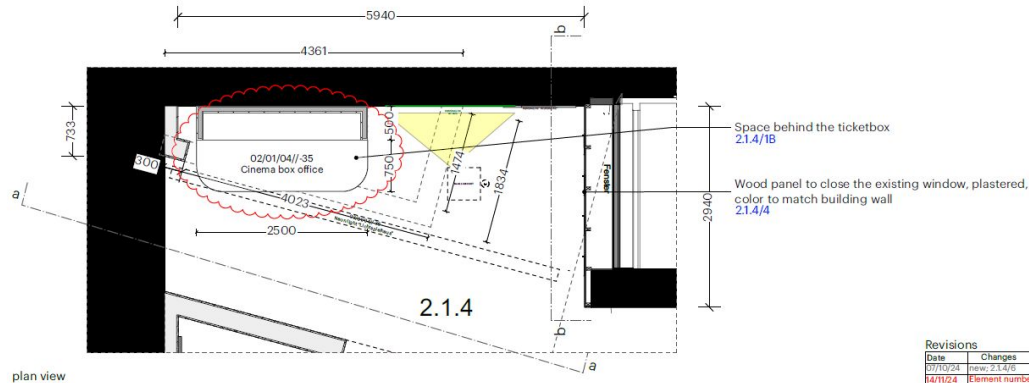 5940
b
4361
733
500
Space behind the ticketbox
2.1.4/1B
02/01/04//-35
Cinema box office
300
750
1474
1834
Fenster
Wood panel to close the existing window, plastered,
color to match building wall
2.1.4/4
a
4023
2940
2500
2.1.4
b
a
Revisions
Date Changes
07/10/24 new: 2.1.4/6
14/11/24 Element numbe
plan view